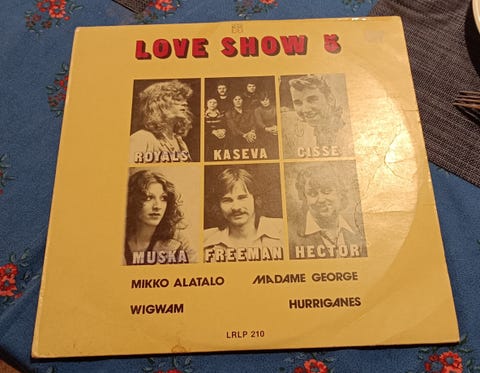 LOVE SHOW 5
ROYALS KASEVA CISSE
MUSKA FREEMAN HECTOR
MIKKO ALATALO MADAME GEORGE
WIGWAM HURRIGANES
LRLP 210